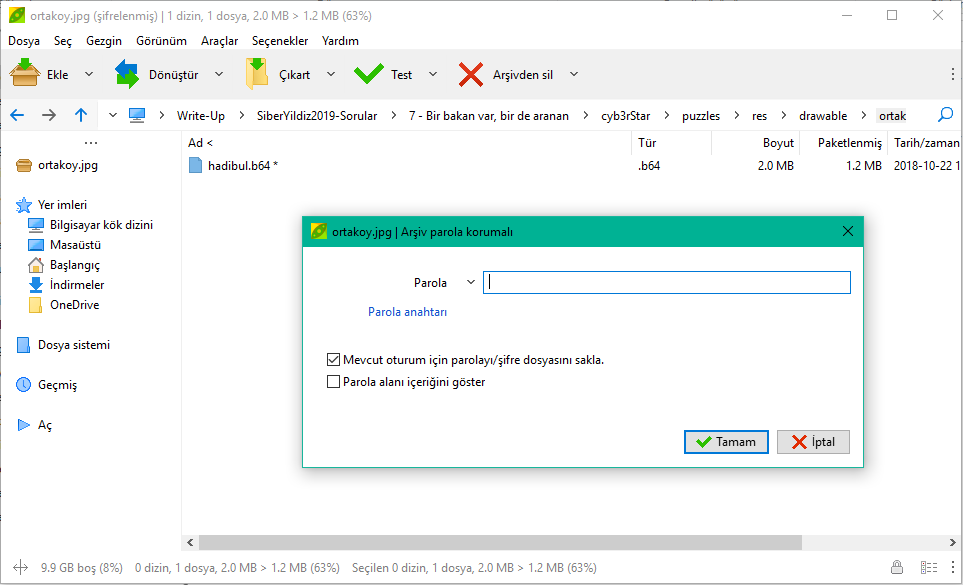 ortakoy.jpg (şifrelenmiş) | 1 dizin, 1 dosya, 2.0 MB > 1.2 MB (63%)
Dosya Seç Gezgin Görünüm Araçlar Seçenekler Yardım
Ekle Dönüştür Çıkart Test Arşivden sil
Write-Up > SiberYildiz2019-Sorular > 7 - Bir bakan var, bir de aranan > cyb3rStar > puzzles > res > drawable > ortak
... Ad < Tür Boyut Paketlenmiş Tarih/zaman
ortakoy.jpg
hadibul.b64 * .b64 2.0 MB 1.2 MB 2018-10-22 1
Yer imleri
Bilgisayar kök dizini
Masaüstü
Başlangıç
İndirmeler
OneDrive
Dosya sistemi
Geçmiş
Aç
ortakoy.jpg | Arşiv parola korumalı
Parola
Parola anahtarı
Mevcut oturum için parolayı/şifre dosyasını sakla.
Parola alanı içeriğini göster
Tamam İptal
9.9 GB boş (8%) 0 dizin, 1 dosya, 2.0 MB > 1.2 MB (63%) Seçilen 0 dizin, 1 dosya, 2.0 MB > 1.2 MB (63%)